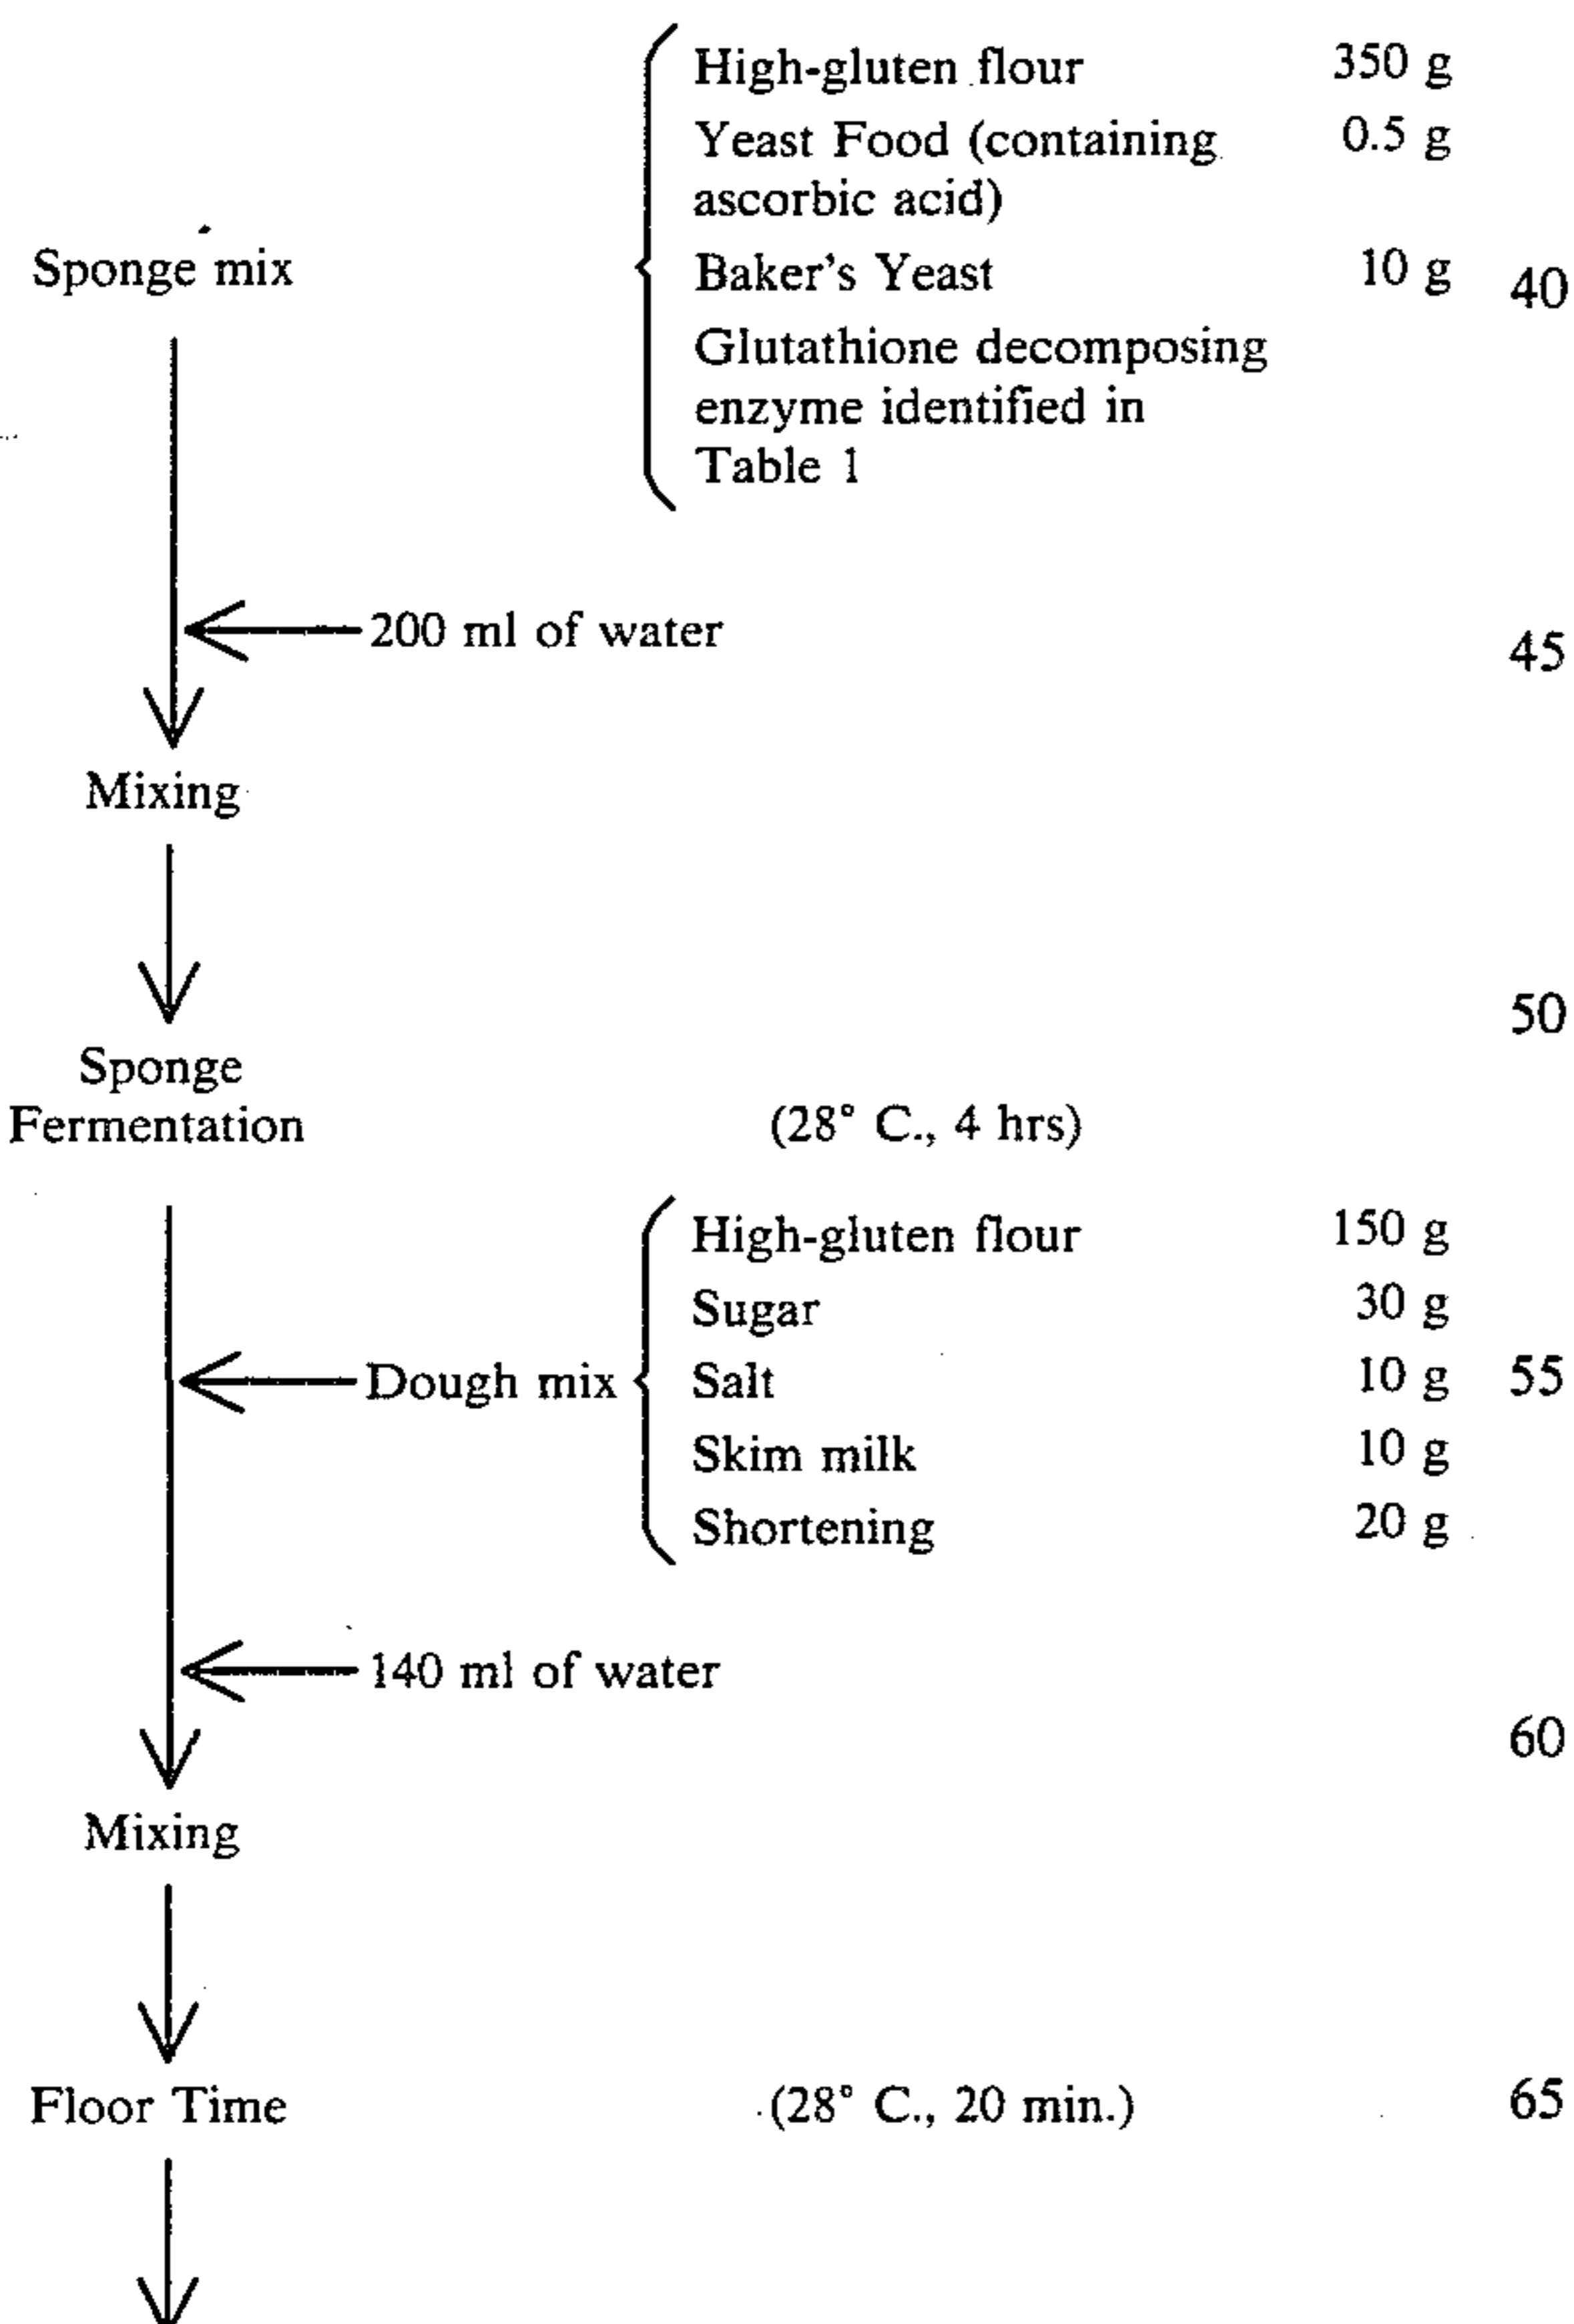 High-gluten flour 350 g
Yeast Food (containing 0.5 g
ascorbic acid)
Sponge mix Baker's Yeast 10 g 40
Glutathione decomposing
enzyme identified in
Table 1
200 ml of water 45
Mixing
50
Sponge
Fermentation (28° C., 4 hrs)
High-gluten flour 150 g
Sugar 30 g
Dough mix Salt 10 g 55
Skim milk 10 g
Shortening 20 g
140 ml of water
60
Mixing
Floor Time (28° C., 20 min.) 65